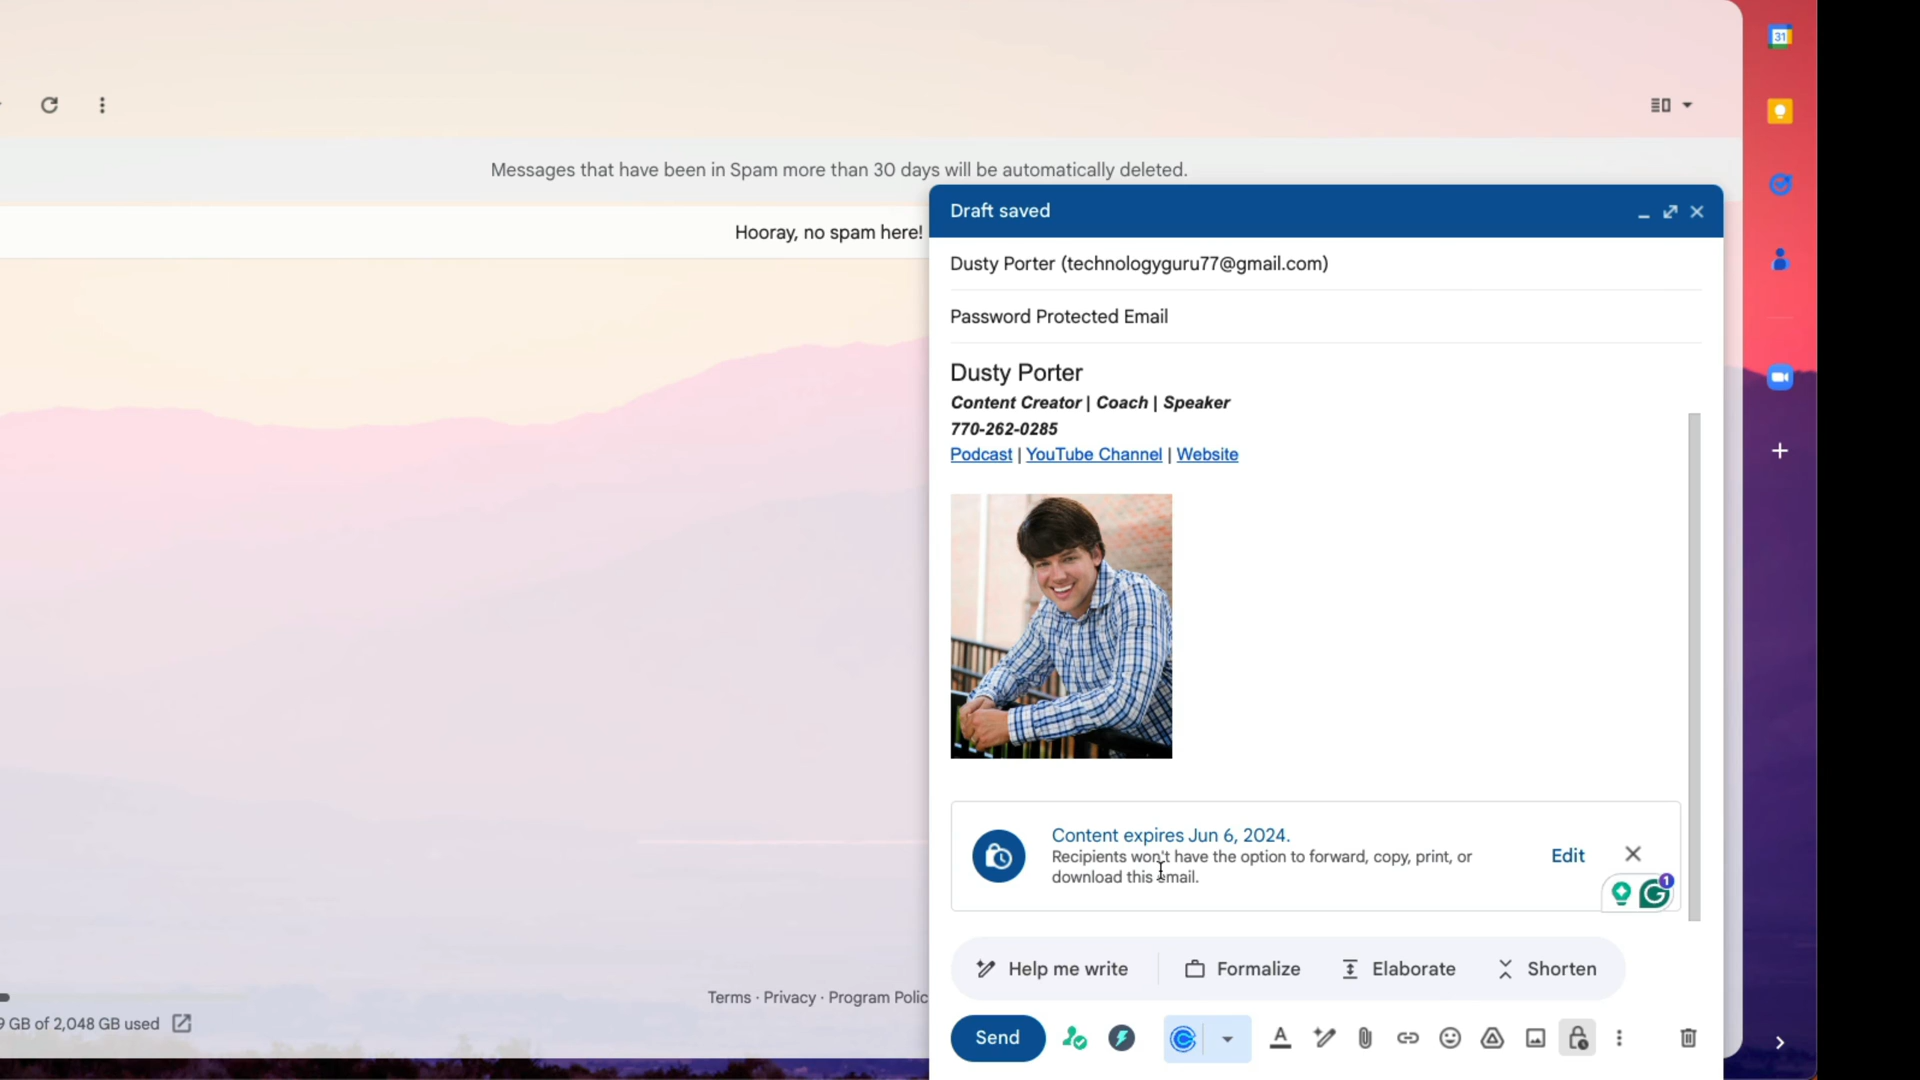 31
Messages that have been in Spam more than 30 days will be automatically deleted.
Hooray, no spam here!
Draft saved
Dusty Porter (technologyguru77@gmail.com)
Password Protected Email
Dusty Porter
Content Creator | Coach | Speaker
770-262-0285
Podcast | YouTube Channel | Website
Content expires Jun 6, 2024.
Recipients won't have the option to forward, copy, print, or
download this email.
Edit
1
Help me write
Formalize
Elaborate
Shorten
Terms · Privacy · Program Polic
9 GB of 2,048 GB used
Send